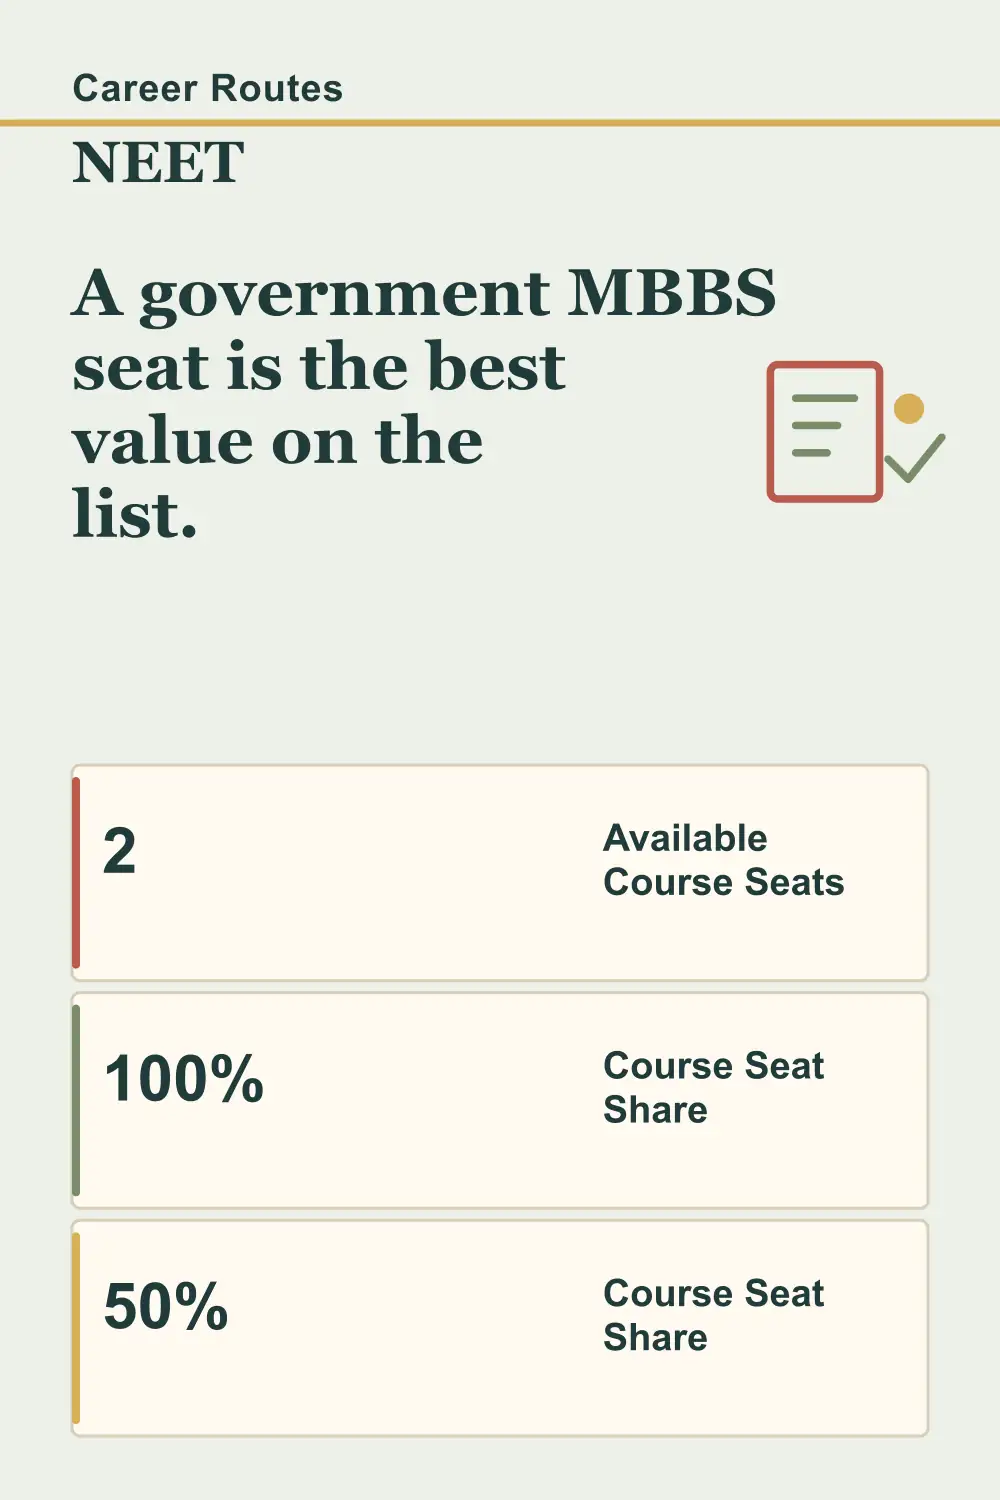 Career Routes
NEET
A government MBBS
seat is the best
value on the
list.
2
Available
Course Seats
100%
Course Seat
Share
50%
Course Seat
Share